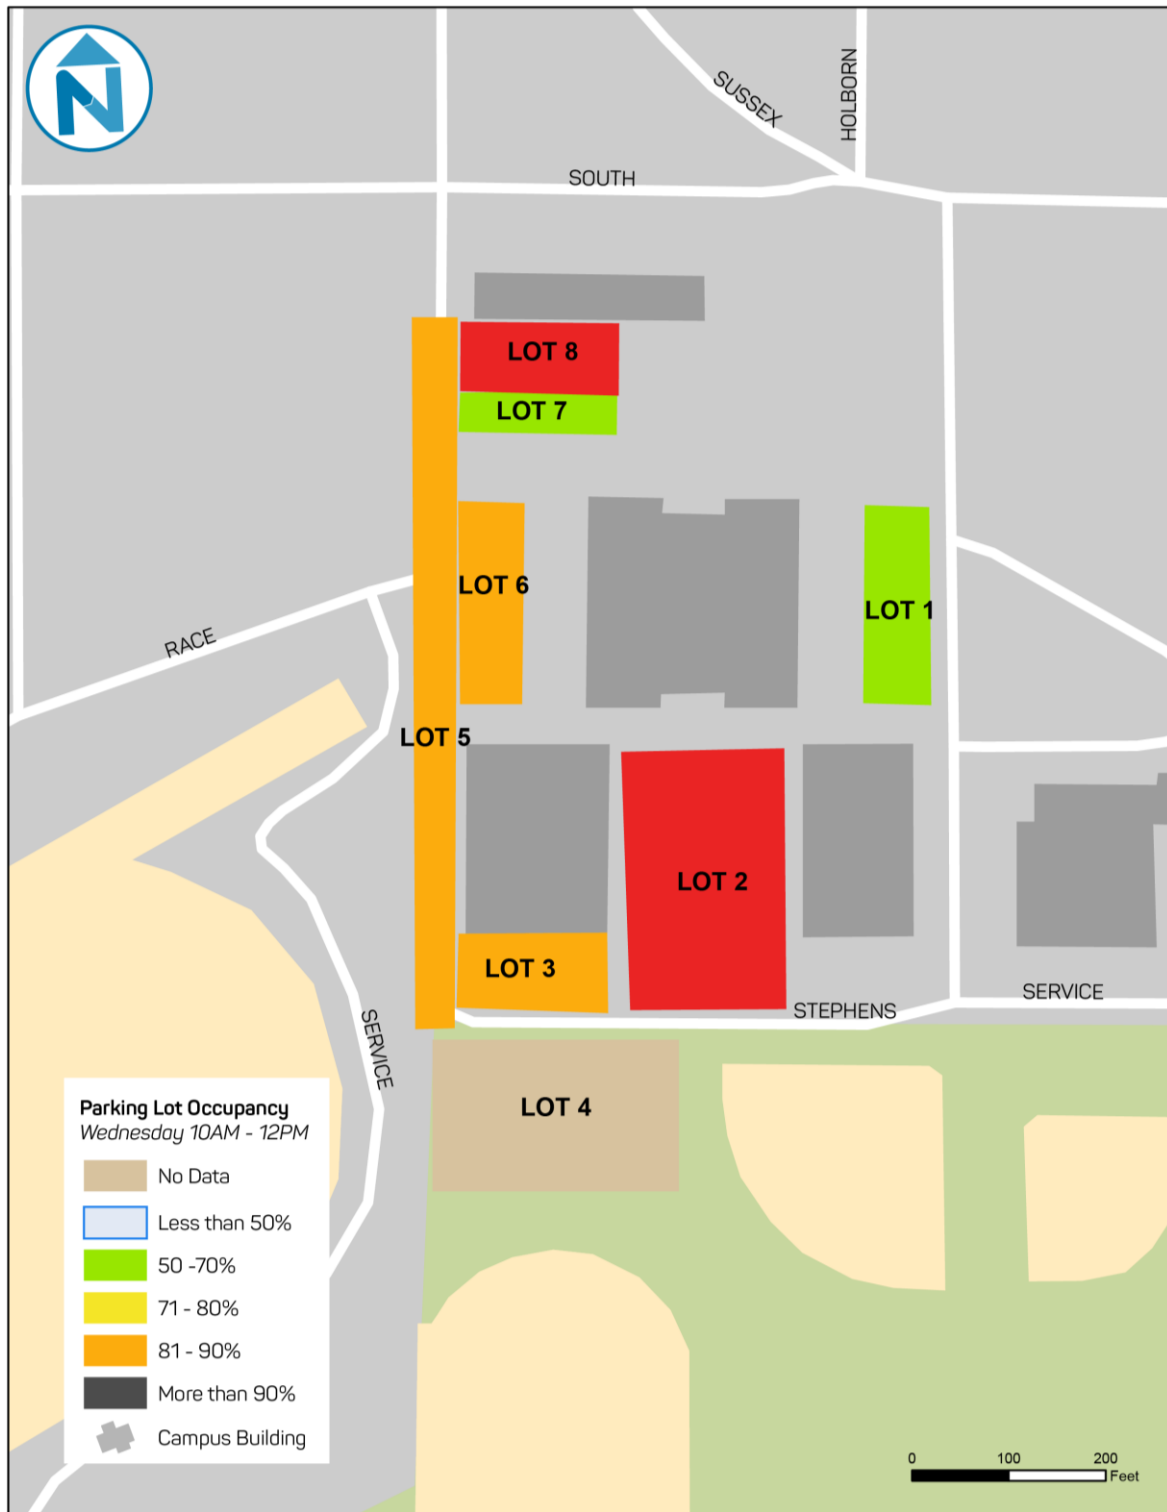 N
SUSSEX
HOLBORN
SOUTH
LOT 8
LOT 7
LOT 6
LOT 1
RACE
LOT 5
LOT 2
LOT 3
SERVICE
STEPHENS
SERVICE
LOT 4
Parking Lot Occupancy
Wednesday 10AM - 12PM
No Data
Less than 50%
50 -70%
71 - 80%
81 - 90%
More than 90%
Campus Building
0 100 200
Feet